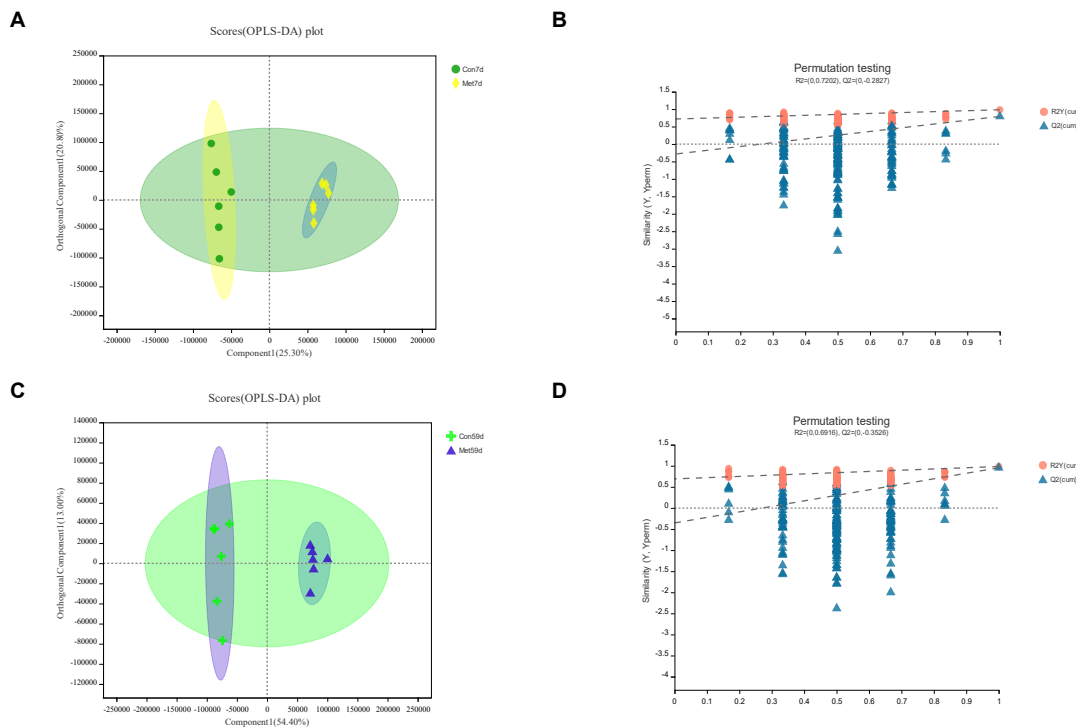 A
Scores(OPLS-DA) plot
250000
200000
150000
100000
50000
0
-50000
-100000
-150000
-200000
Orthogonal Component1(20.80%)
-200000 -150000 -100000 -50000 0 50000 100000 150000 200000
Component1(25.30%)
Con7d
Met7d
B
Permutation testing
R2=(0,0.7202), Q2=(0,-0.2827)
1.5
1
0.5
0
-0.5
-1
-1.5
-2
-2.5
-3
-3.5
-4
-4.5
-5
Similarity (Y, Yperm)
0 0.1 0.2 0.3 0.4 0.5 0.6 0.7 0.8 0.9 1
R2Y(cum
Q2(cum)
C
Scores(OPLS-DA) plot
140000
120000
100000
80000
60000
40000
20000
0
-20000
-40000
-60000
-80000
-100000
-120000
Orthogonal Component1(13.00%)
-250000 -200000 -150000 -100000 -50000 0 50000 100000 150000 200000 250000
Component1(54.40%)
Con59d
Met59d
D
Permutation testing
R2=(0,0.6916), Q2=(0,-0.3526)
1.5
1
0.5
0
-0.5
-1
-1.5
-2
-2.5
-3
-3.5
-4
Similarity (Y, Yperm)
0 0.1 0.2 0.3 0.4 0.5 0.6 0.7 0.8 0.9 1
R2Y(cum
Q2(cum)